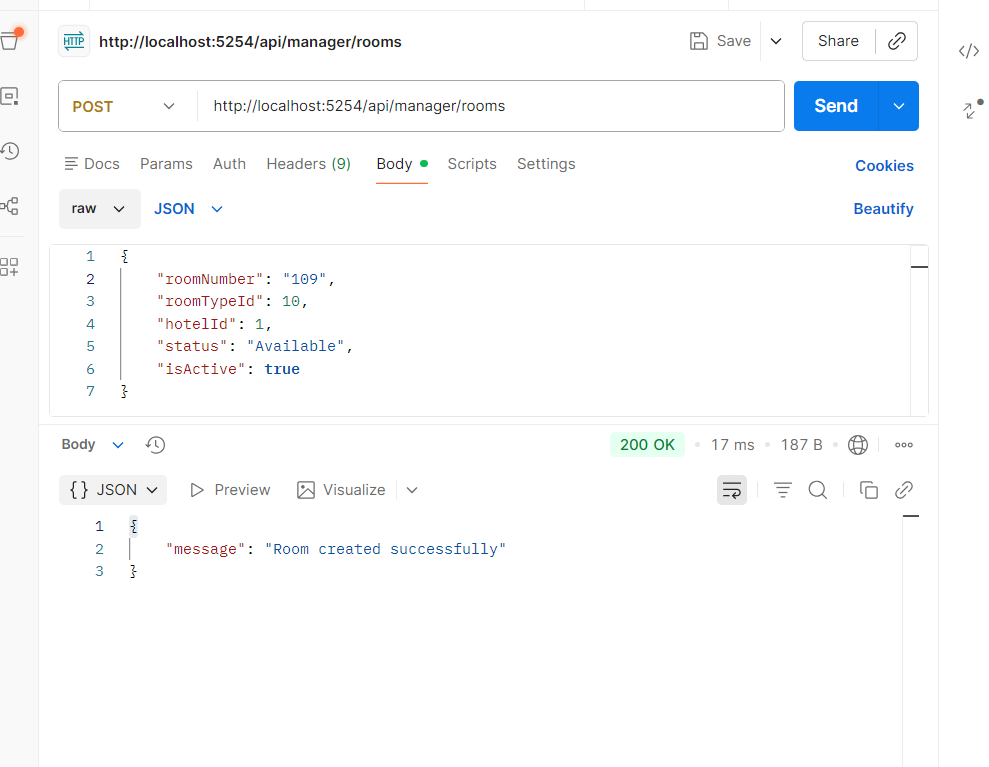 HTTP http://localhost:5254/api/manager/rooms Save Share
POST http://localhost:5254/api/manager/rooms Send
Docs Params Auth Headers (9) Body Scripts Settings Cookies
raw JSON Beautify
1 {
2 "roomNumber": "109",
3 "roomTypeId": 10,
4 "hotelId": 1,
5 "status": "Available",
6 "isActive": true
7 }
Body 200 OK 17 ms 187 B
{} JSON Preview Visualize
1 {
2 "message": "Room created successfully"
3 }